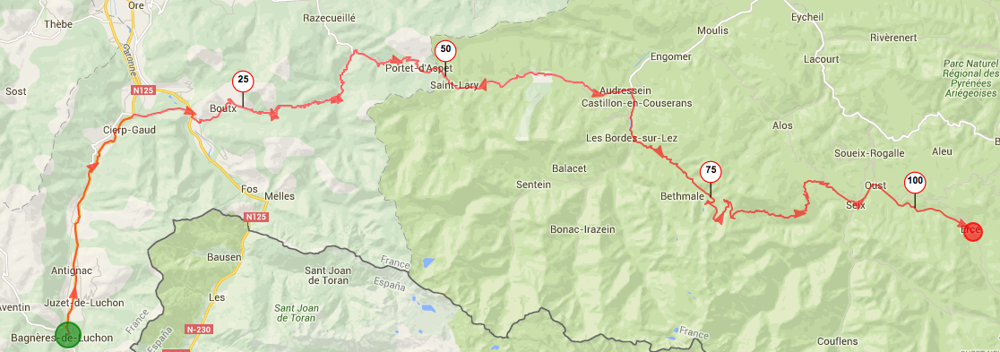 Ore
Thèbe
Razecueillé
Eycheil
Moulis
Rivèrenert
Garonne
50
Engomer
Lacourt
Portet-d'Aspet
Parc Naturel
Régional des
Pyrénées
Ariégeoises
25
Saint-Lary
Sost
N125
Audressein
Castillon-en-Couserans
Boutx
Cierp-Gaud
Alos
Les Bordes-sur-Lez
Aleu
Soueix-Rogalle
Balacet
75
100
Fos
Melles
Sentein
Bethmale
Oust
Seix
N125
Bonac-Irazein
Ercé
Bausen
France
España
Antignac
Sant Joan
de Toran
Les
Juzet-de-Luchon
Sant Joan
de Toran
France
España
N-230
Bagnères-de-Luchon
France
Couflens